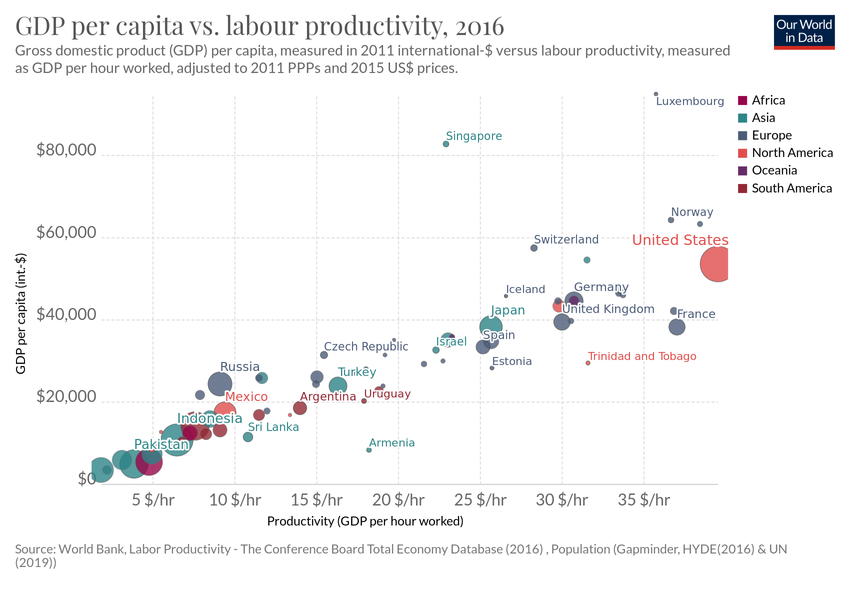 GDP per capita vs. labour productivity, 2016
Our World
in Data
Gross domestic product (GDP) per capita, measured in 2011 international-$ versus labour productivity, measured
as GDP per hour worked, adjusted to 2011 PPPs and 2015 US$ prices.
Luxembourg
Africa
Asia
Europe
North America
Oceania
South America
Singapore
$80,000
Norway
$60,000
Switzerland
United States
Iceland
Germany
$40,000
Japan
United Kingdom
France
Spain
Israel
Czech Republic
Estonia
Trinidad and Tobago
Russia
Turkey
$20,000
Mexico
Argentina
Uruguay
Indonesia
Sri Lanka
Pakistan
Armenia
$0
GDP per capita (int.-$)
5 $/hr
10 $/hr
15 $/hr
20 $/hr
25 $/hr
30 $/hr
35 $/hr
Productivity (GDP per hour worked)
Source: World Bank, Labor Productivity - The Conference Board Total Economy Database (2016) , Population (Gapminder, HYDE(2016) & UN
(2019))